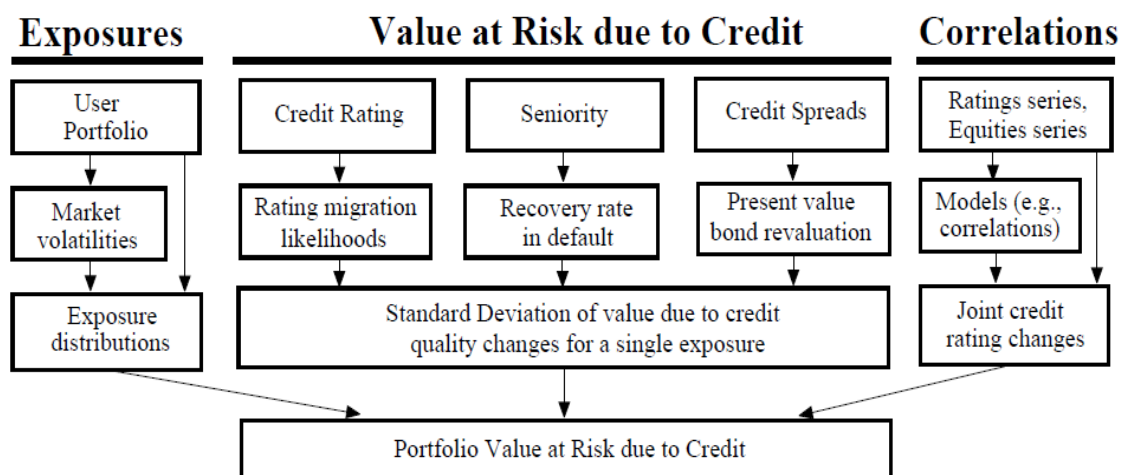 Exposures
Value at Risk due to Credit
Correlations
User
Portfolio
Credit Rating
Seniority
Credit Spreads
Ratings series,
Equities series
Market
volatilities
Rating migration
likelihoods
Recovery rate
in default
Present value
bond revaluation
Models (e.g.,
correlations)
Exposure
distributions
Standard Deviation of value due to credit
quality changes for a single exposure
Joint credit
rating changes
Portfolio Value at Risk due to Credit